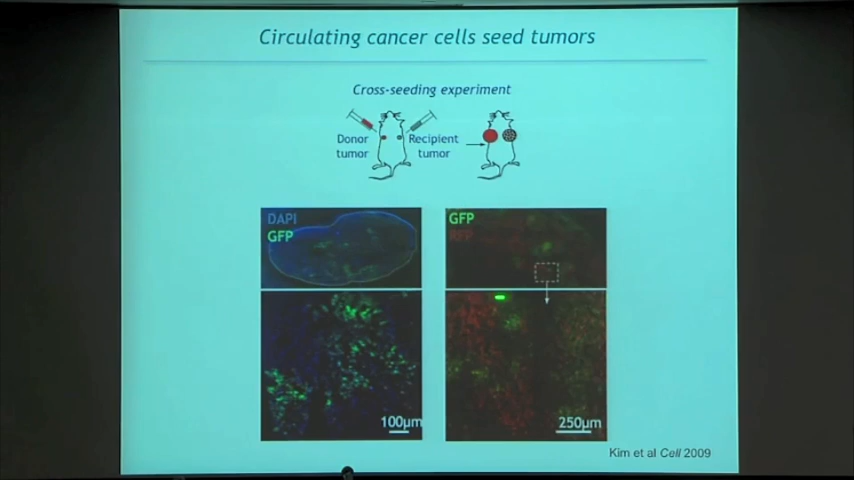 Circulating cancer cells seed tumors
Cross-seeding experiment
Donor
tumor
Recipient
tumor
DAPI
GFP
100µm
GFP
RFP
250µm
Kim et al Cell 2009